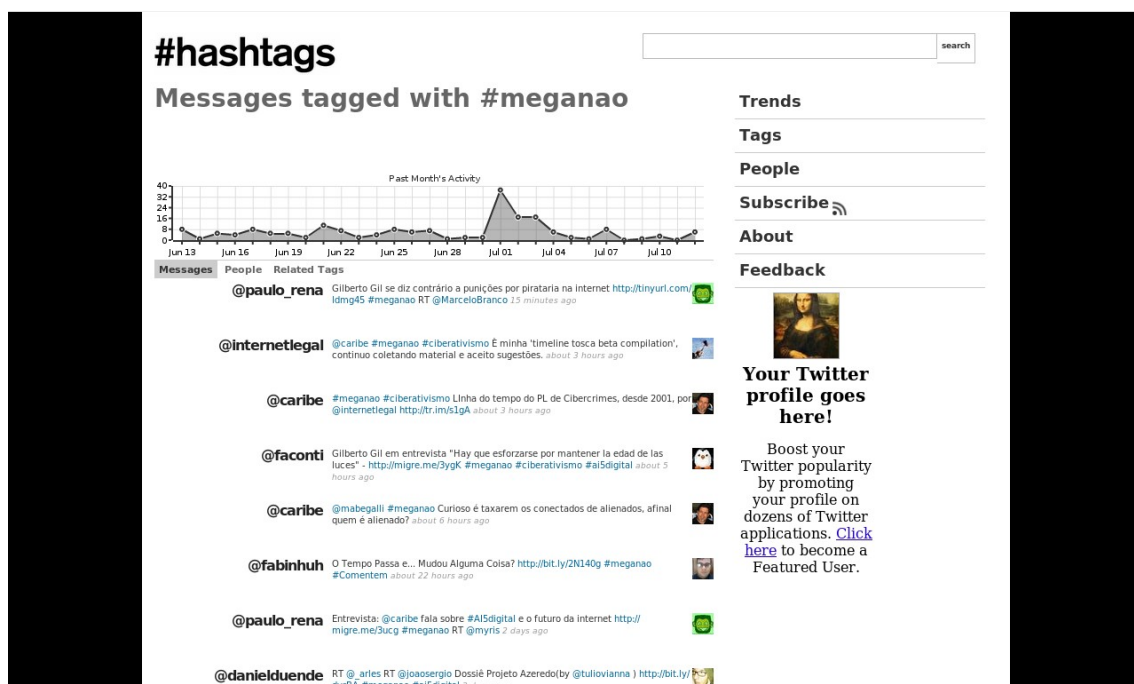 #hashtags
search
Messages tagged with #meganao
Past Month's Activity
40
32
24
16
8
0
Jun 13 Jun 16 Jun 19 Jun 22 Jun 25 Jun 28 Jul 01 Jul 04 Jul 07 Jul 10
Messages People Related Tags
@paulo_rena
Gilberto Gil se diz contrário a punições por pirataria na internet http://tinyurl.com/
ldmg45 #meganao RT @MarceloBranco 15 minutes ago
@internetlegal
@caribe #meganao #ciberativismo È minha 'timeline tosca beta compilation',
continuo coletando material e aceito sugestões. about 3 hours ago
@caribe
#meganao #ciberativismo LInha do tempo do PL de Cibercrimes, desde 2001, por
@internetlegal http://tr.im/s1gA about 3 hours ago
@faconti
Gilberto Gil em entrevista "Hay que esforzarse por mantener la edad de las
luces" - http://migre.me/3ygK #meganao #ciberativismo #ai5digital about 5
hours ago
@caribe
@mabegalli #meganao Curioso é taxarem os conectados de alienados, afinal
quem é alienado? about 6 hours ago
@fabinhuh
O Tempo Passa e... Mudou Alguma Coisa? http://bit.ly/2N140g #meganao
#Comentem about 22 hours ago
@paulo_rena
Entrevista: @caribe fala sobre #AI5digital e o futuro da internet http://
migre.me/3ucg #meganao RT @myris 2 days ago
@danielduende
RT @_arles RT @joaosergio Dossiê Projeto Azeredo(by @tuliovianna ) http://bit.ly/
Trends
Tags
People
Subscribe
About
Feedback
Your Twitter
profile goes
here!
Boost your
Twitter popularity
by promoting
your profile on
dozens of Twitter
applications. Click
here to become a
Featured User.